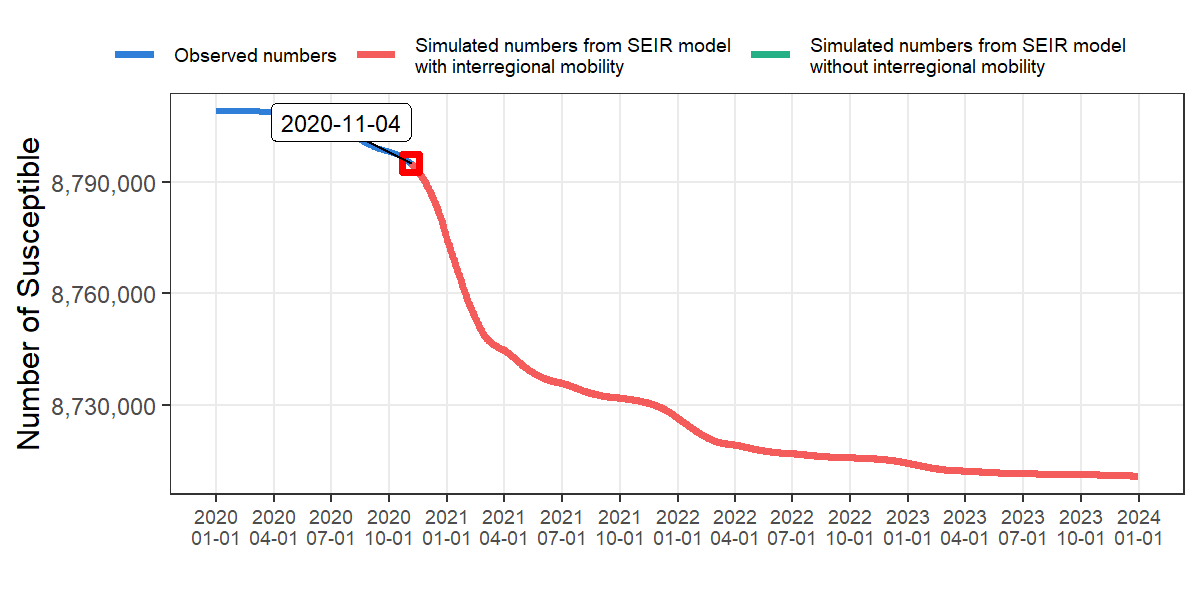 Observed numbers
Simulated numbers from SEIR model
with interregional mobility
Simulated numbers from SEIR model
without interregional mobility
2020-11-04
Number of Susceptible
8,790,000
8,760,000
8,730,000
2020 2020 2020 2020 2021 2021 2021 2021 2022 2022 2022 2022 2023 2023 2023 2023 2024
01-01 04-01 07-01 10-01 01-01 04-01 07-01 10-01 01-01 04-01 07-01 10-01 01-01 04-01 07-01 10-01 01-01